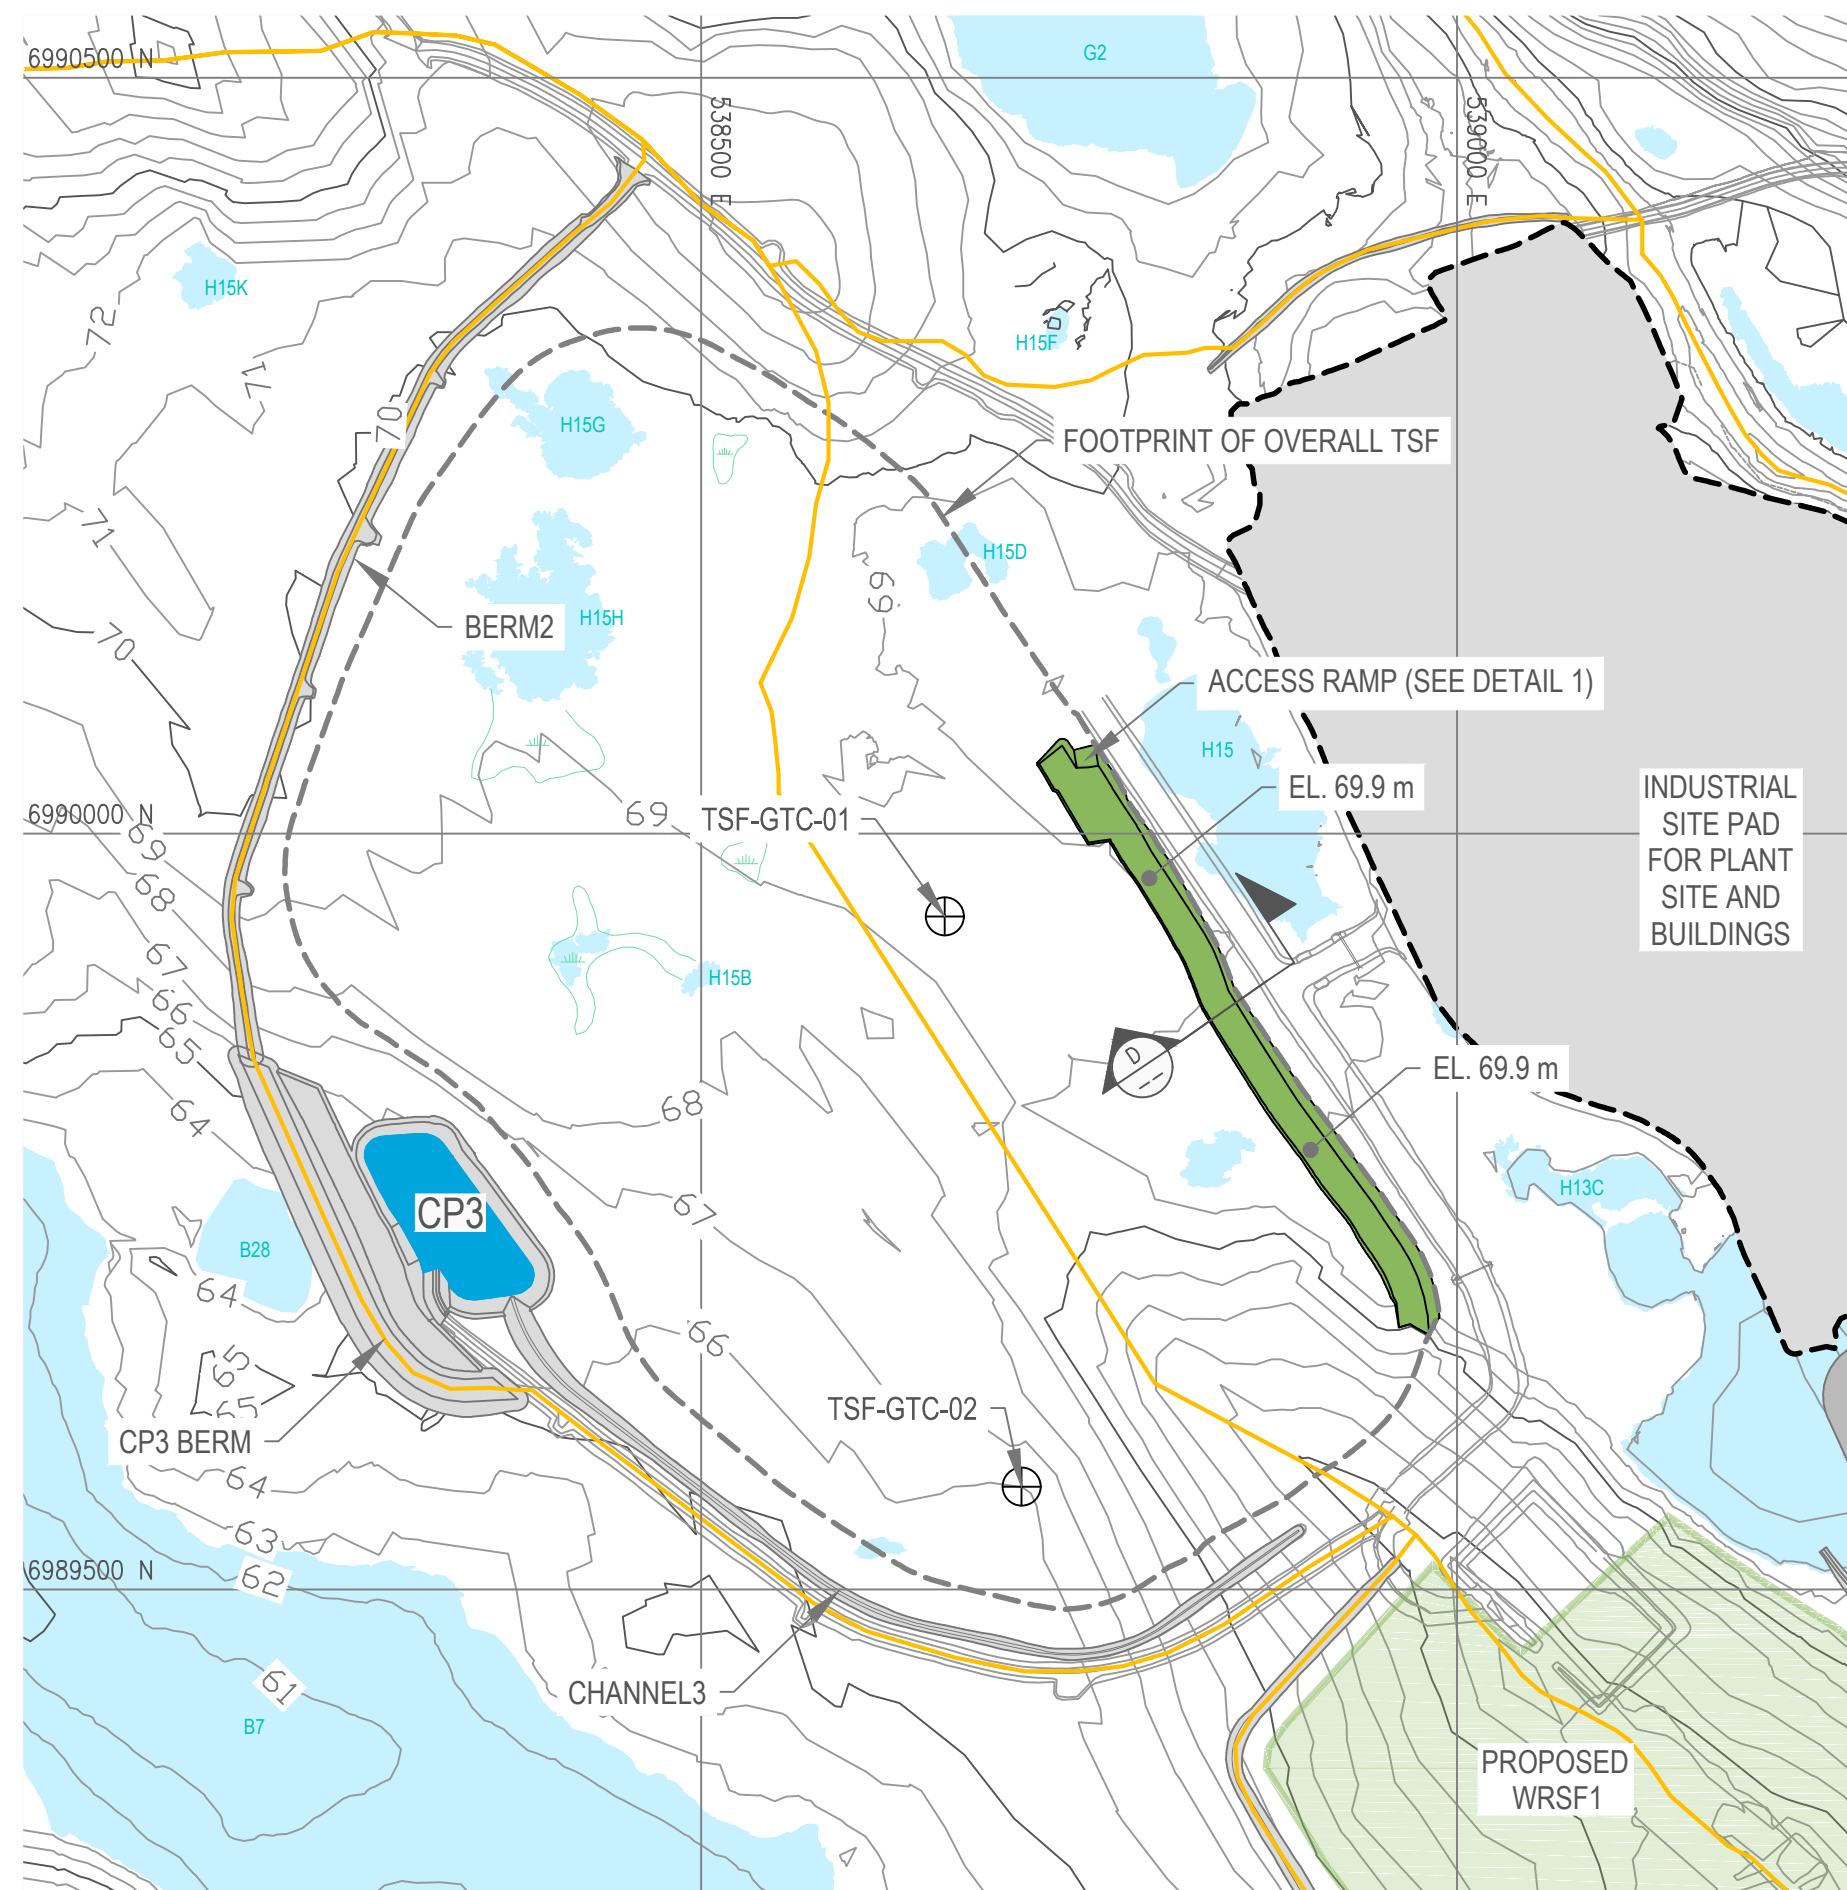 6990500 N
G2
538500 E
539000 E
H15K
72
H15F
71
70
H15G
FOOTPRINT OF OVERALL TSF
71
H15D
69
H15H
BERM2
70
ACCESS RAMP (SEE DETAIL 1)
H15
EL. 69.9 m
INDUSTRIAL
SITE PAD
FOR PLANT
SITE AND
BUILDINGS
6990000 N
69
TSF-GTC-01
69
68
67
H15B
66
65
D
EL. 69.9 m
68
64
H13C
67
CP3
B28
64
66
65
65
TSF-GTC-02
CP3 BERM
64
63
6989500 N
62
61
CHANNEL3
B7
PROPOSED
WRSF1